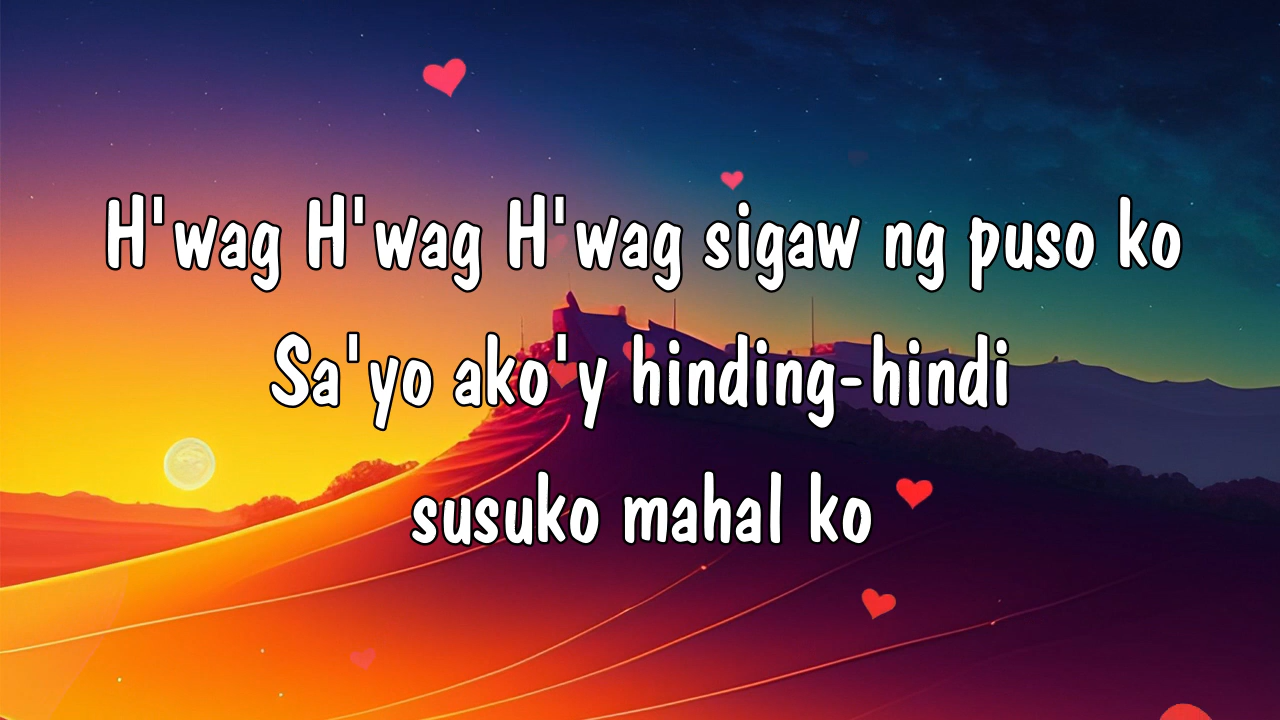 H'wag H'wag H'wag sigaw ng puso ko
Sa'yo ako'y hinding-hindi
susuko mahal ko